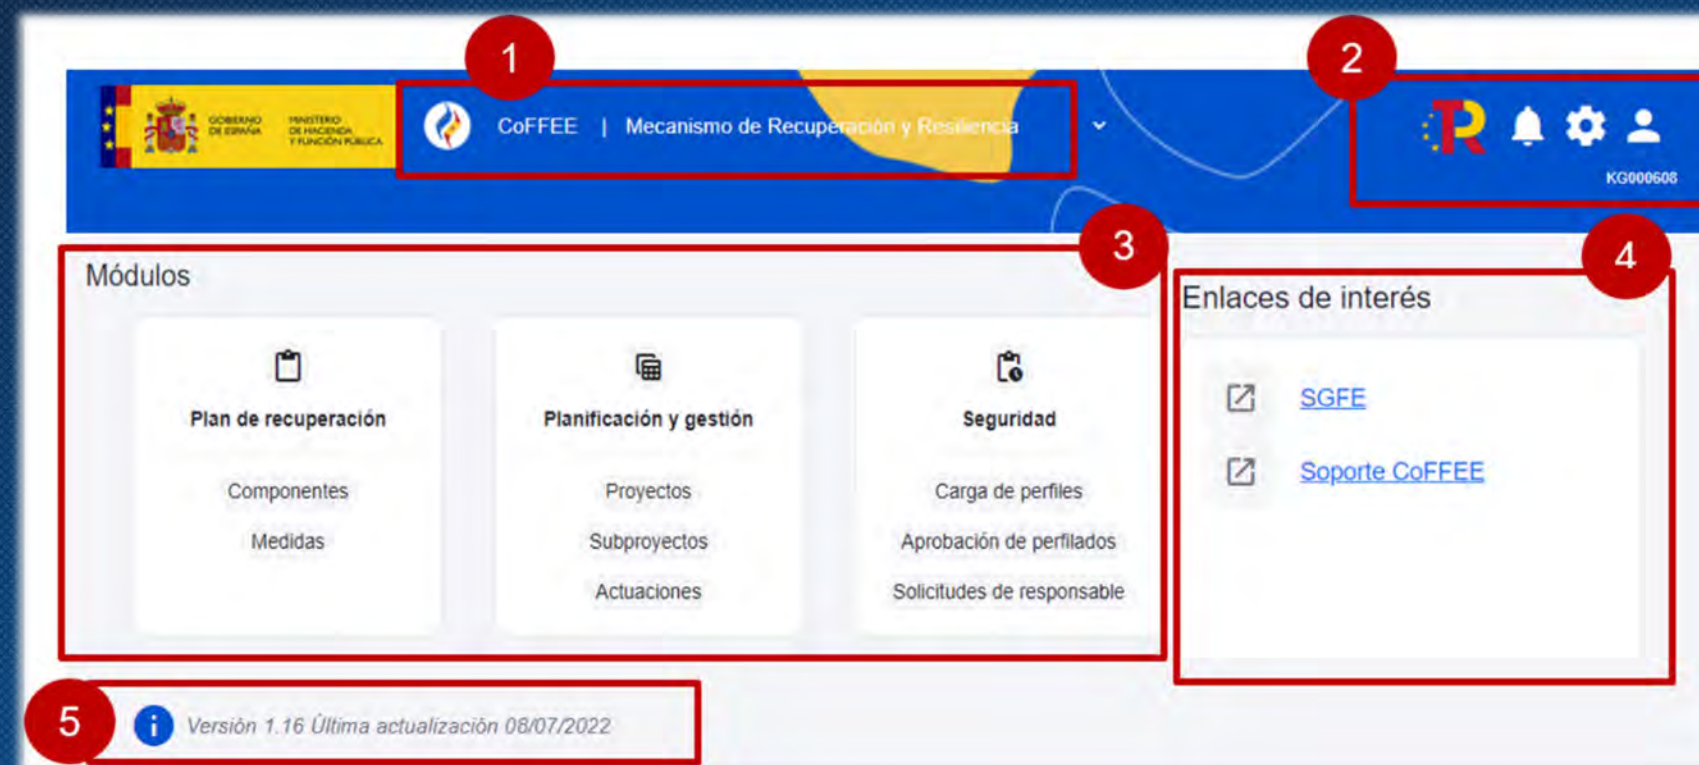 1
2
GOBIERNO
DE ESPAÑA
MINISTERIO
DE HACIENDA
Y FUNCIÓN PÚBLICA
CoFFEE | Mecanismo de Recuperación y Resiliencia
R
KG000608
3
4
Módulos
Enlaces de interés
Plan de recuperación
Componentes
Medidas
Planificación y gestión
Proyectos
Subproyectos
Actuaciones
Seguridad
Carga de perfiles
Aprobación de perfilados
Solicitudes de responsable
SGFE
Soporte CoFFEE
5
i Versión 1.16 Última actualización 08/07/2022